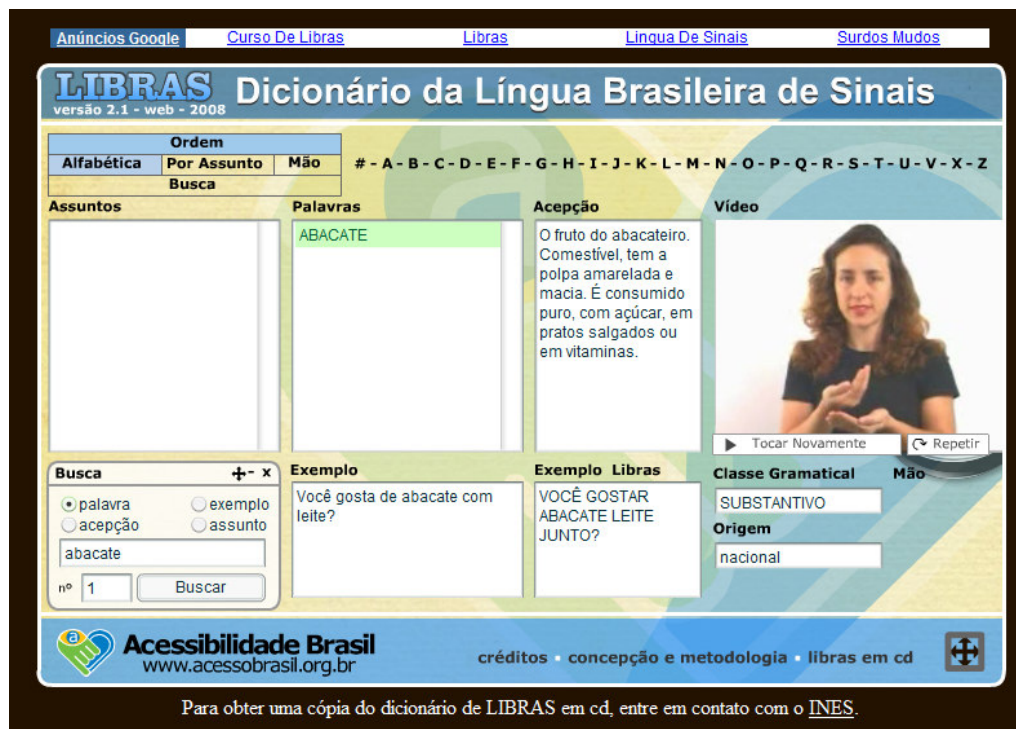 Anúncios Google Curso De Libras Libras Lingua De Sinais Surdos Mudos
LIBRAS
versão 2.1 - web - 2008
Dicionário da Língua Brasileira de Sinais
Ordem
Alfabética Por Assunto Mão
Busca
# - A - B - C - D - E - F - G - H - I - J - K - L - M - N - O - P - Q - R - S - T - U - V - X - Z
Assuntos
Palavras
ABACATE
Acepção
O fruto do abacateiro.
Comestível, tem a
polpa amarelada e
macia. É consumido
puro, com açúcar, em
pratos salgados ou
em vitaminas.
Vídeo
Tocar Novamente
Repetir
Busca - x
palavra exemplo
acepção assunto
abacate
nº 1 Buscar
Exemplo
Você gosta de abacate com
leite?
Exemplo Libras
VOCÊ GOSTAR
ABACATE LEITE
JUNTO?
Classe Gramatical Mão
SUBSTANTIVO
Origem
nacional
a
Acessibilidade Brasil
www.acessobrasil.org.br
créditos - concepção e metodologia - libras em cd
Para obter uma cópia do dicionário de LIBRAS em cd, entre em contato com o INES.